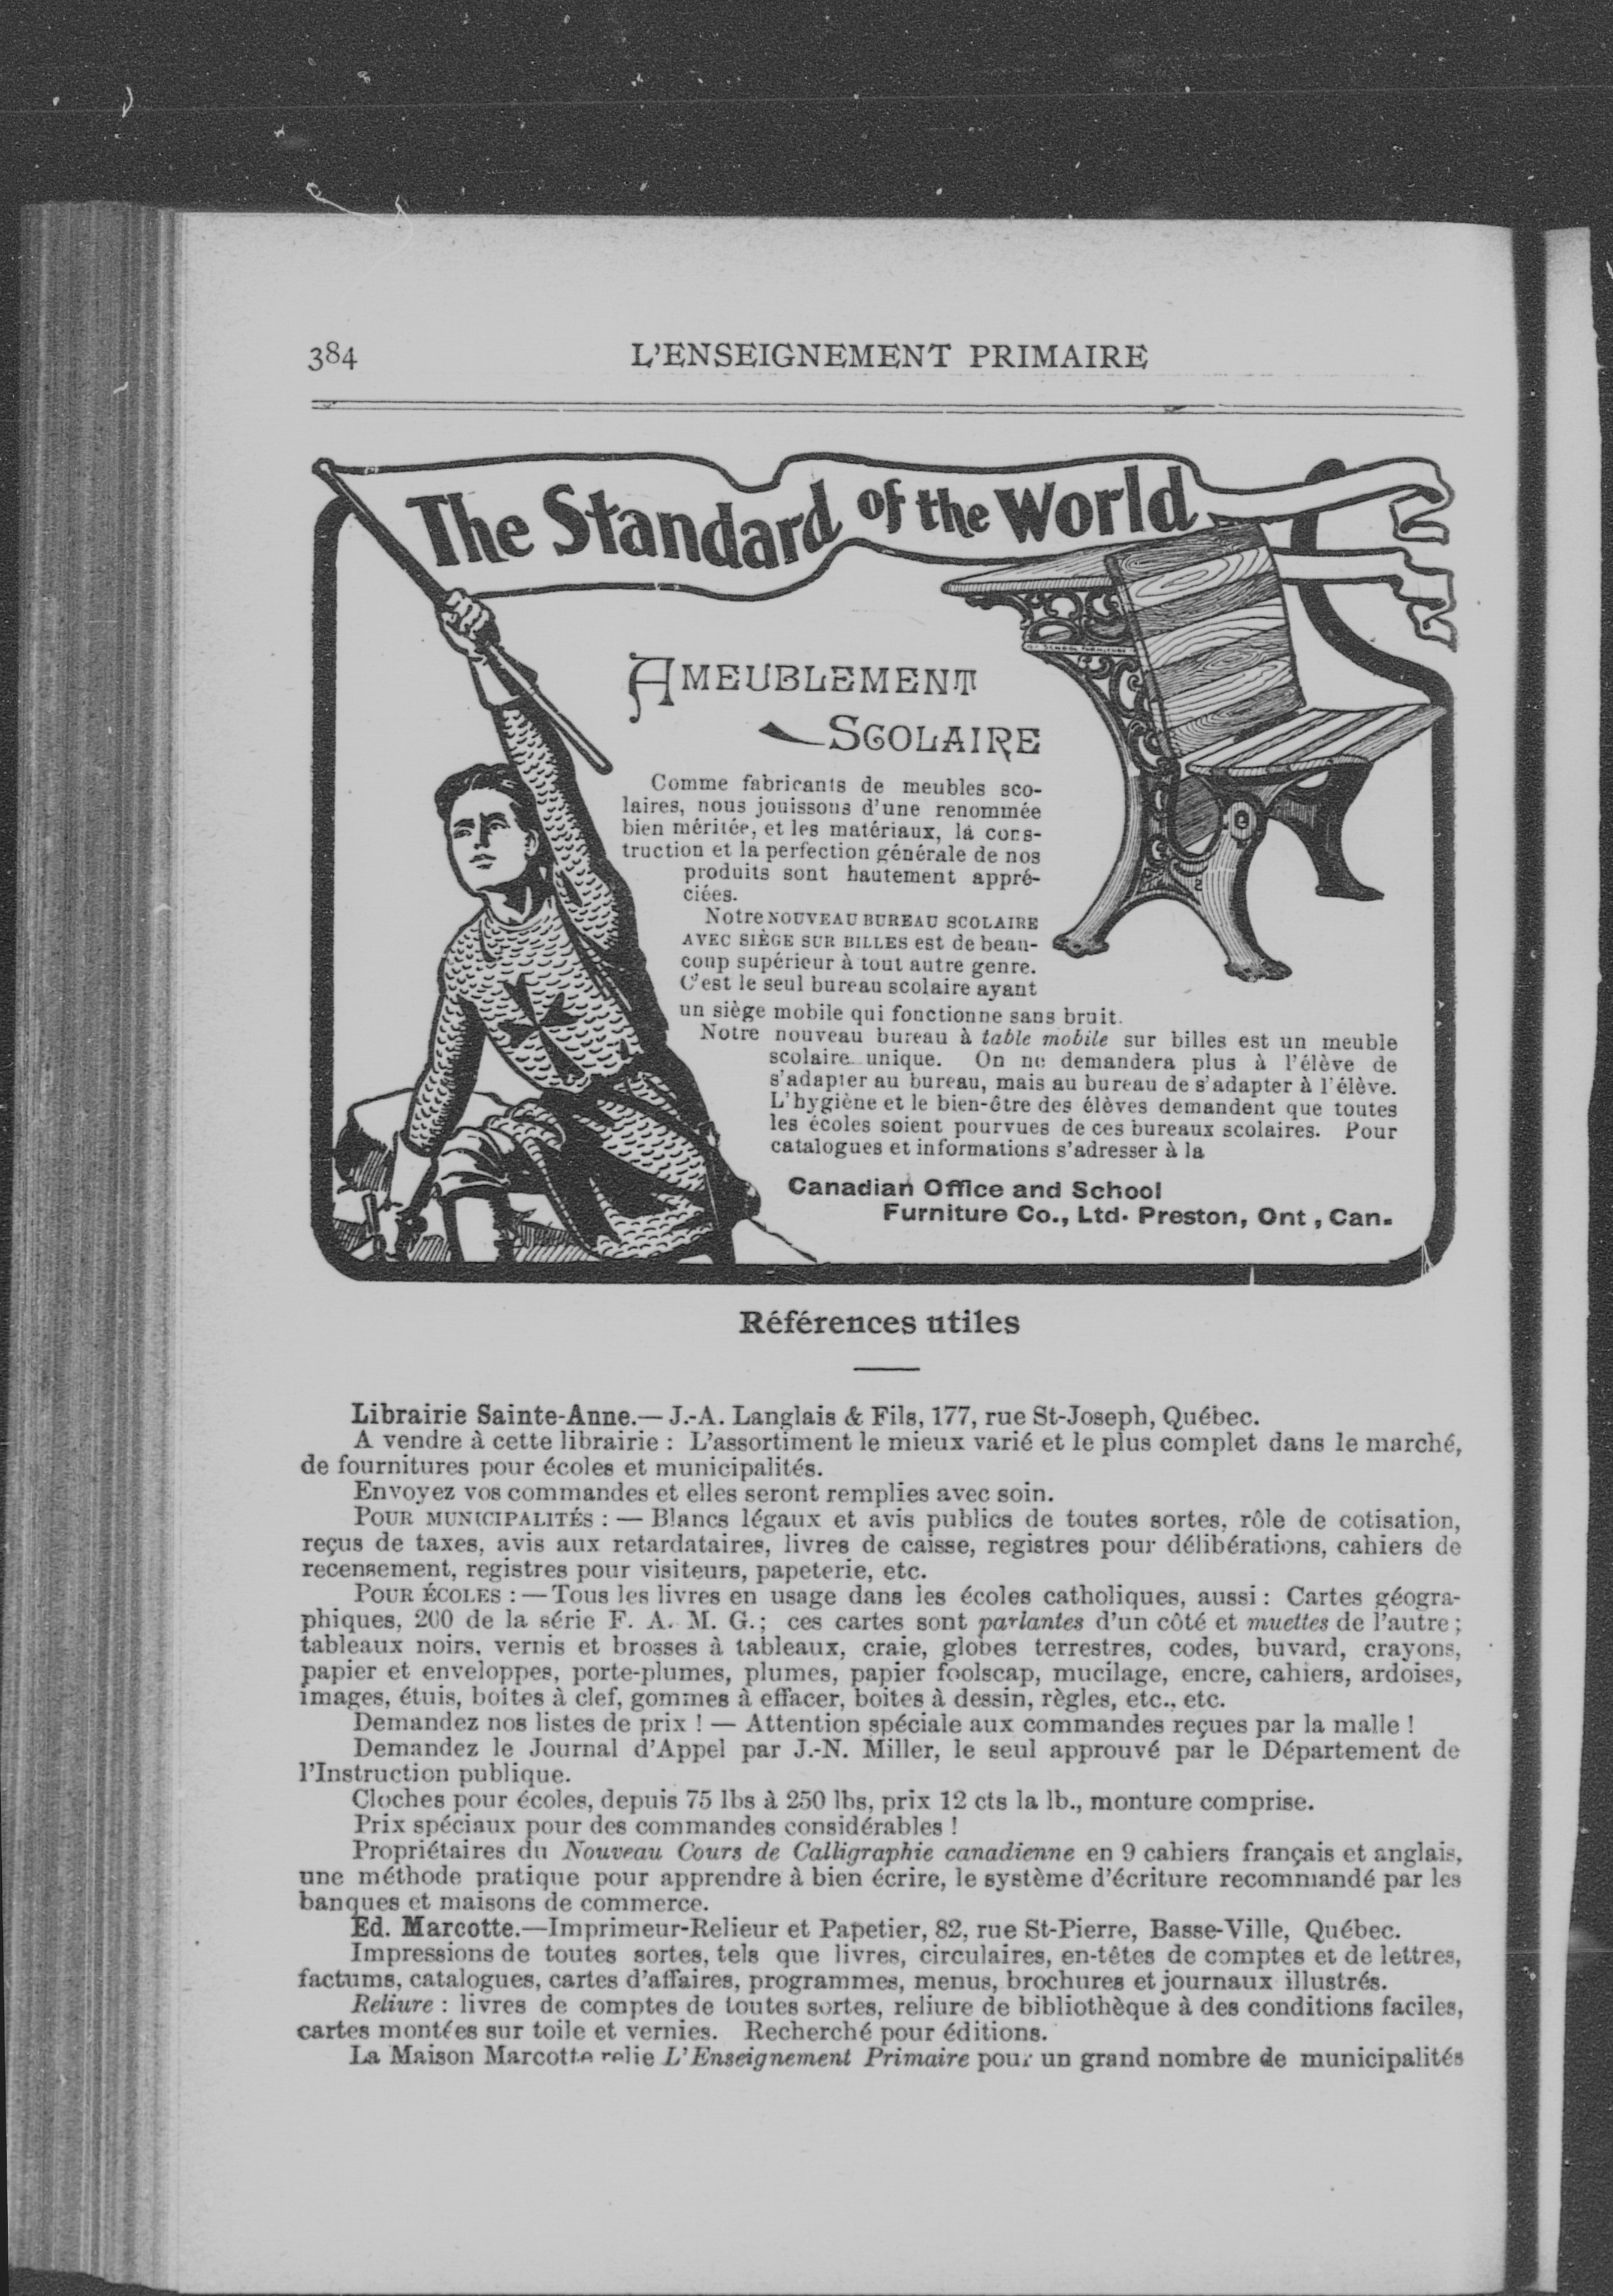 384 L'ENSEIGNEMENT PRIMAIRE
The Standard of the World
AMEUBLEMENT
SCOLAIRE
Comme fabricants de meubles sco-
laires, nous jouissons d'une renommée
bien méritée, et les matériaux, la cons-
truction et la perfection générale de nos
produits sont hautement appré-
ciées.
Notre NOUVEAU BUREAU SCOLAIRE
AVEC SIÈGE SUR BILLES est de beau-
coup supérieur à tout autre genre.
C'est le seul bureau scolaire ayant
un siège mobile qui fonctionne sans bruit.
Notre nouveau bureau à table mobile sur billes est un meuble
scolaire unique. On ne demandera plus à l'élève de
s'adapter au bureau, mais au bureau de s'adapter à l'élève.
L'hygiène et le bien-être des élèves demandent que toutes
les écoles soient pourvues de ces bureaux scolaires. Pour
catalogues et informations s'adresser à la
Canadian Office and School
Furniture Co., Ltd. Preston, Ont, Can.
Références utiles
Librairie Sainte-Anne.— J.-A. Langlais & Fils, 177, rue St-Joseph, Québec.
A vendre à cette librairie : L'assortiment le mieux varié et le plus complet dans le marché,
de fournitures pour écoles et municipalités.
Envoyez vos commandes et elles seront remplies avec soin.
POUR MUNICIPALITÉS : — Blancs légaux et avis publics de toutes sortes, rôle de cotisation,
reçus de taxes, avis aux retardataires, livres de caisse, registres pour délibérations, cahiers de
recensement, registres pour visiteurs, papeterie, etc.
POUR ÉCOLES : — Tous les livres en usage dans les écoles catholiques, aussi : Cartes géogra-
phiques, 200 de la série F. A. M. G.; ces cartes sont parlantes d'un côté et muettes de l'autre ;
tableaux noirs, vernis et brosses à tableaux, craie, globes terrestres, codes, buvard, crayons,
papier et enveloppes, porte-plumes, plumes, papier foolscap, mucilage, encre, cahiers, ardoises,
images, étuis, boites à clef, gommes à effacer, boites à dessin, règles, etc., etc.
Demandez nos listes de prix ! — Attention spéciale aux commandes reçues par la malle !
Demandez le Journal d'Appel par J.-N. Miller, le seul approuvé par le Département de
l'Instruction publique.
Cloches pour écoles, depuis 75 lbs à 250 lbs, prix 12 cts la lb., monture comprise.
Prix spéciaux pour des commandes considérables !
Propriétaires du Nouveau Cours de Calligraphie canadienne en 9 cahiers français et anglais,
une méthode pratique pour apprendre à bien écrire, le système d'écriture recommandé par les
banques et maisons de commerce.
Ed. Marcotte.—Imprimeur-Relieur et Papetier, 82, rue St-Pierre, Basse-Ville, Québec.
Impressions de toutes sortes, tels que livres, circulaires, en-têtes de comptes et de lettres,
factums, catalogues, cartes d'affaires, programmes, menus, brochures et journaux illustrés.
Reliure : livres de comptes de toutes sortes, reliure de bibliothèque à des conditions faciles,
cartes montées sur toile et vernies. Recherché pour éditions.
La Maison Marcotte relie L'Enseignement Primaire pour un grand nombre de municipalités